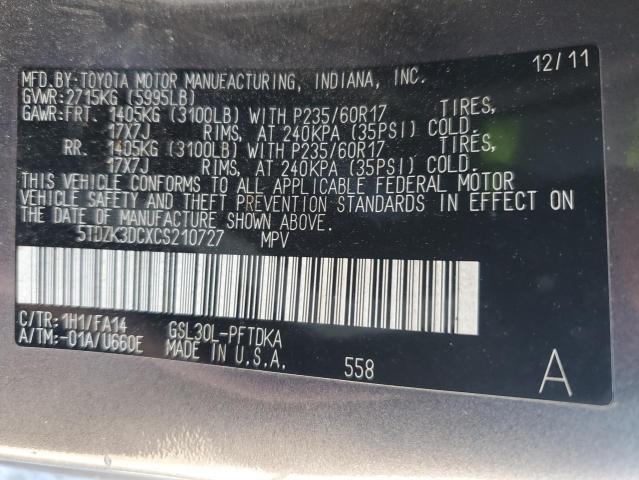 12/11
MFD.BY:TOYOTA MOTOR MANUFACTURING, INDIANA, INC.
GVWR:2715KG (5995LB)
GAWR:FRT. 1405KG (3100LB) WITH P235/60R17 TIRES,
17X7J RIMS, AT 240KPA (35PSI) COLD.
RR. 1405KG (3100LB) WITH P235/60R17 TIRES,
17X7J RIMS, AT 240KPA (35PSI) COLD.
THIS VEHICLE CONFORMS TO ALL APPLICABLE FEDERAL MOTOR
VEHICLE SAFETY AND THEFT PREVENTION STANDARDS IN EFFECT ON
THE DATE OF MANUFACTURE SHOWN ABOVE.
5TDZK3DCXCS210727 MPV
C/TR:1H1/FA14 GSL30L-PFTDKA
A/TM:-01A/U660E MADE IN U.S.A.
558
A